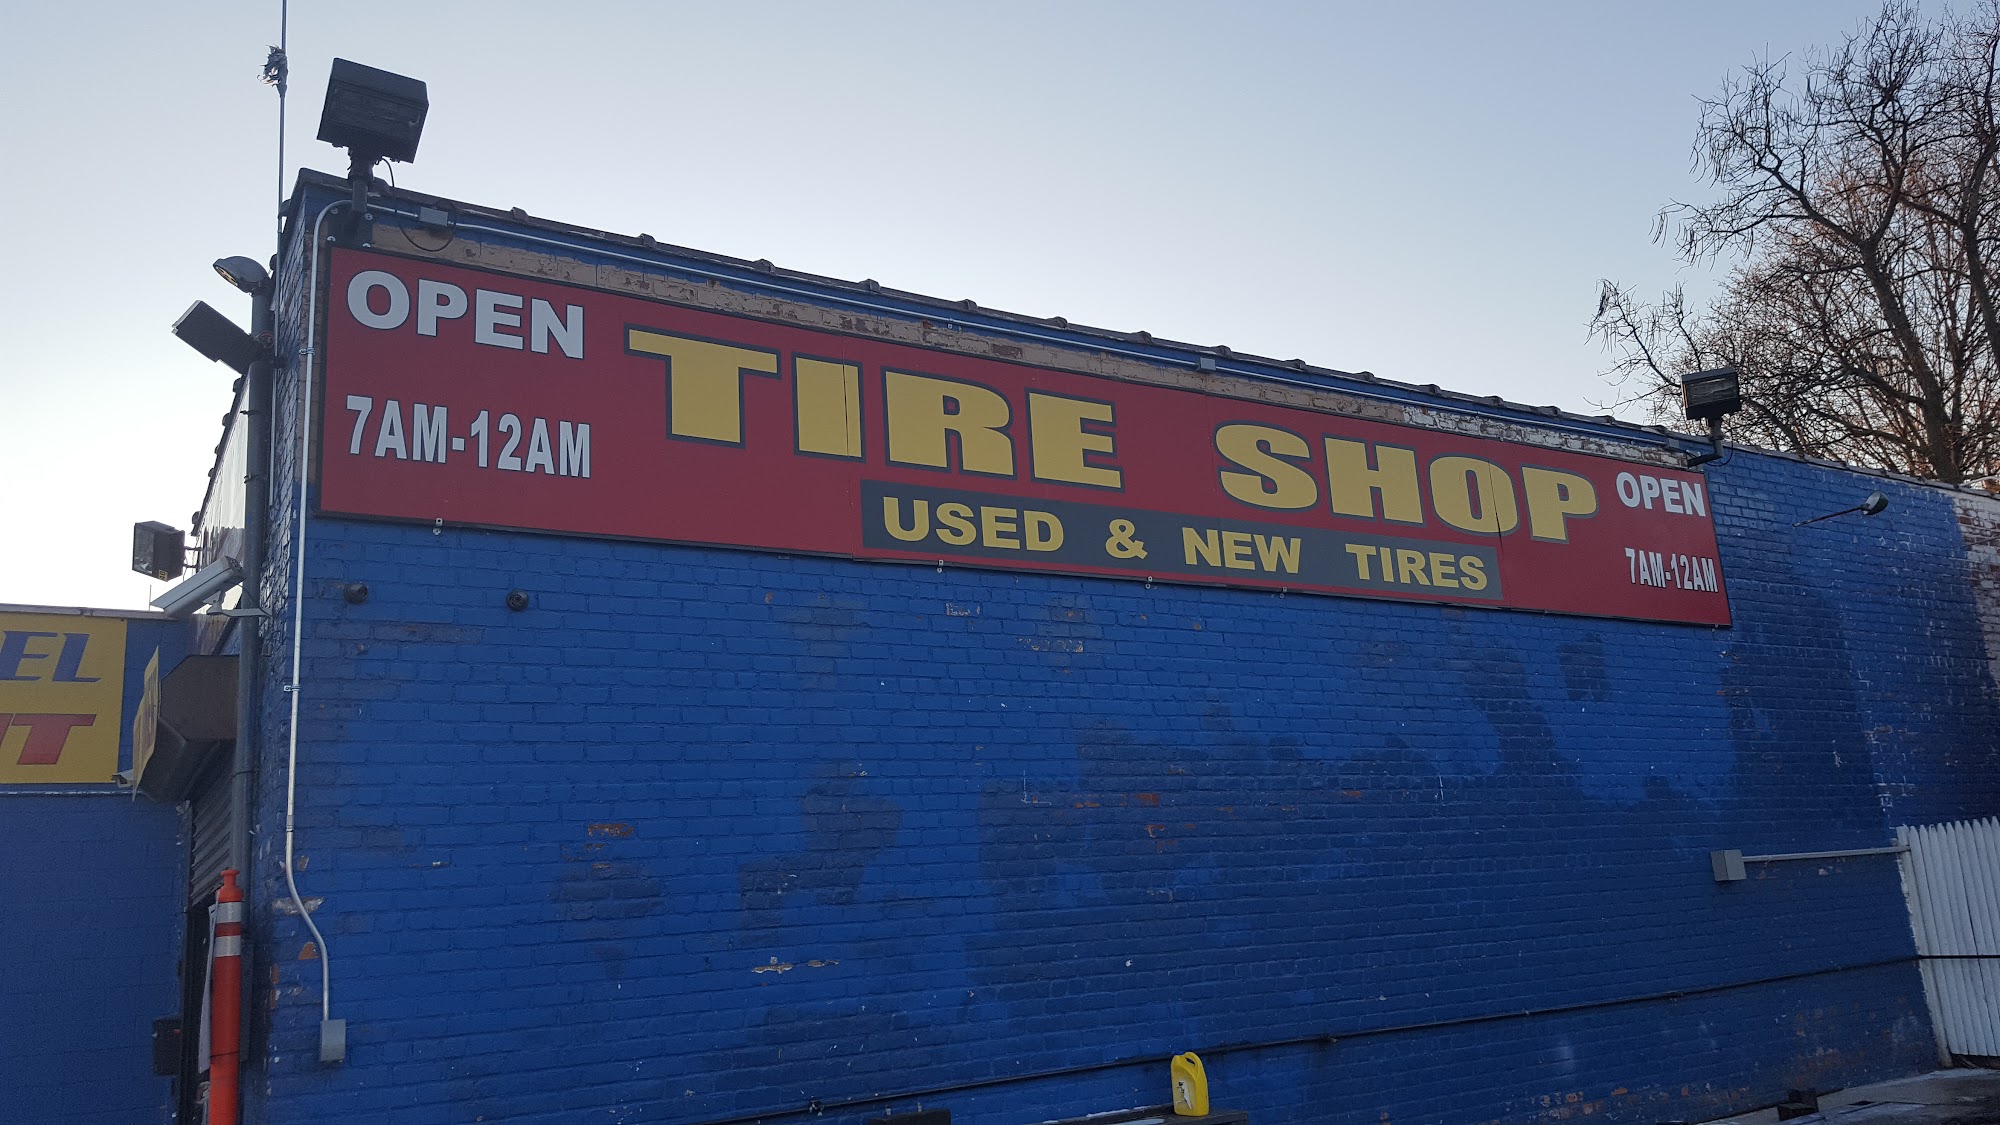 OPEN
7AM-12AM
TIRE SHOP
USED & NEW TIRES
OPEN
7AM-12AM